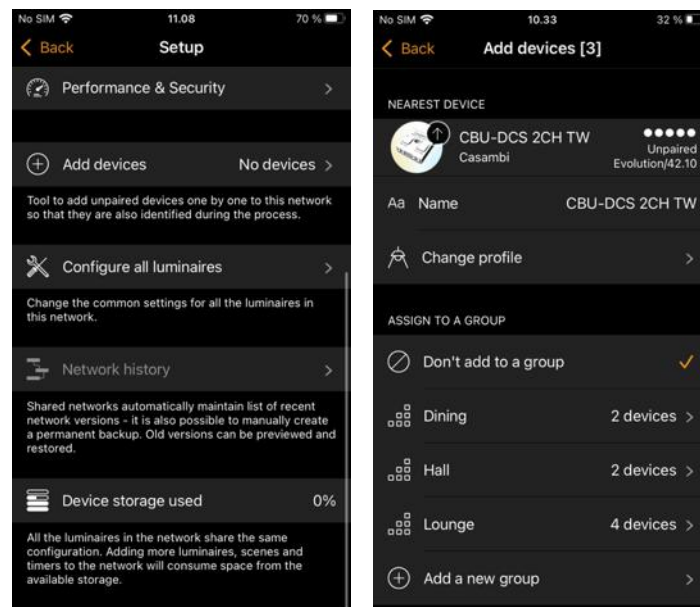 No SIM 11.08 70 %
Back Setup
Performance & Security
Add devices No devices
Tool to add unpaired devices one by one to this network
so that they are also identified during the process.
Configure all luminaires
Change the common settings for all the luminaires in
this network.
Network history
Shared networks automatically maintain list of recent
network versions - it is also possible to manually create
a permanent backup. Old versions can be previewed and
restored.
Device storage used 0%
All the luminaires in the network share the same
configuration. Adding more luminaires, scenes and
timers to the network will consume space from the
available storage.
No SIM 10.33 32 %
Back Add devices [3]
NEAREST DEVICE
CBU-DCS 2CH TW
Casambi
Unpaired
Evolution/42.10
Aa Name CBU-DCS 2CH TW
Change profile
ASSIGN TO A GROUP
Don't add to a group
Dining 2 devices
Hall 2 devices
Lounge 4 devices
Add a new group